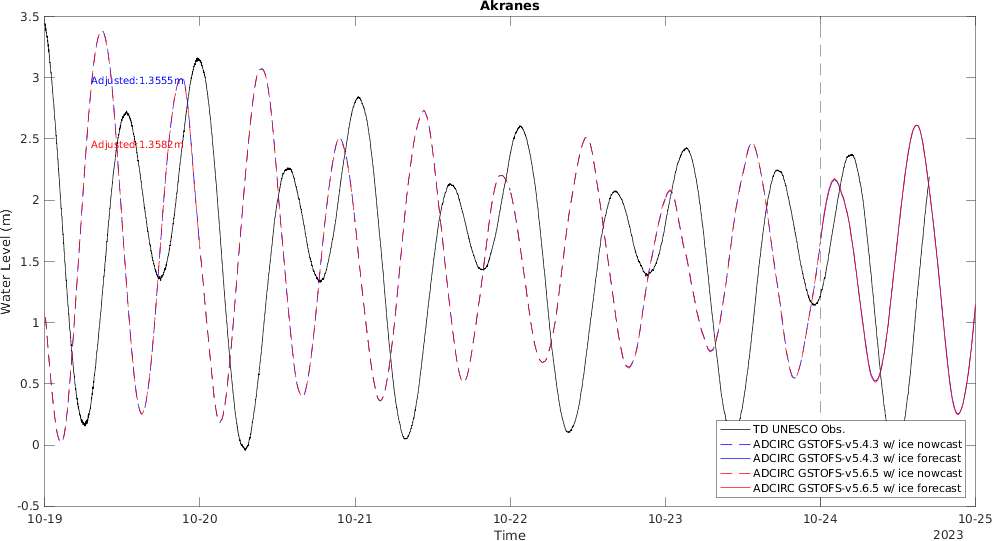 Akranes
3.5
3
2.5
2
1.5
1
0.5
0
-0.5
Water Level (m)
Adjusted:1.3555m
Adjusted:1.3582m
TD UNESCO Obs.
ADCIRC GSTOFS-v5.4.3 w/ ice nowcast
ADCIRC GSTOFS-v5.4.3 w/ ice forecast
ADCIRC GSTOFS-v5.6.5 w/ ice nowcast
ADCIRC GSTOFS-v5.6.5 w/ ice forecast
10-19 10-20 10-21 10-22 10-23 10-24 10-25
Time
2023